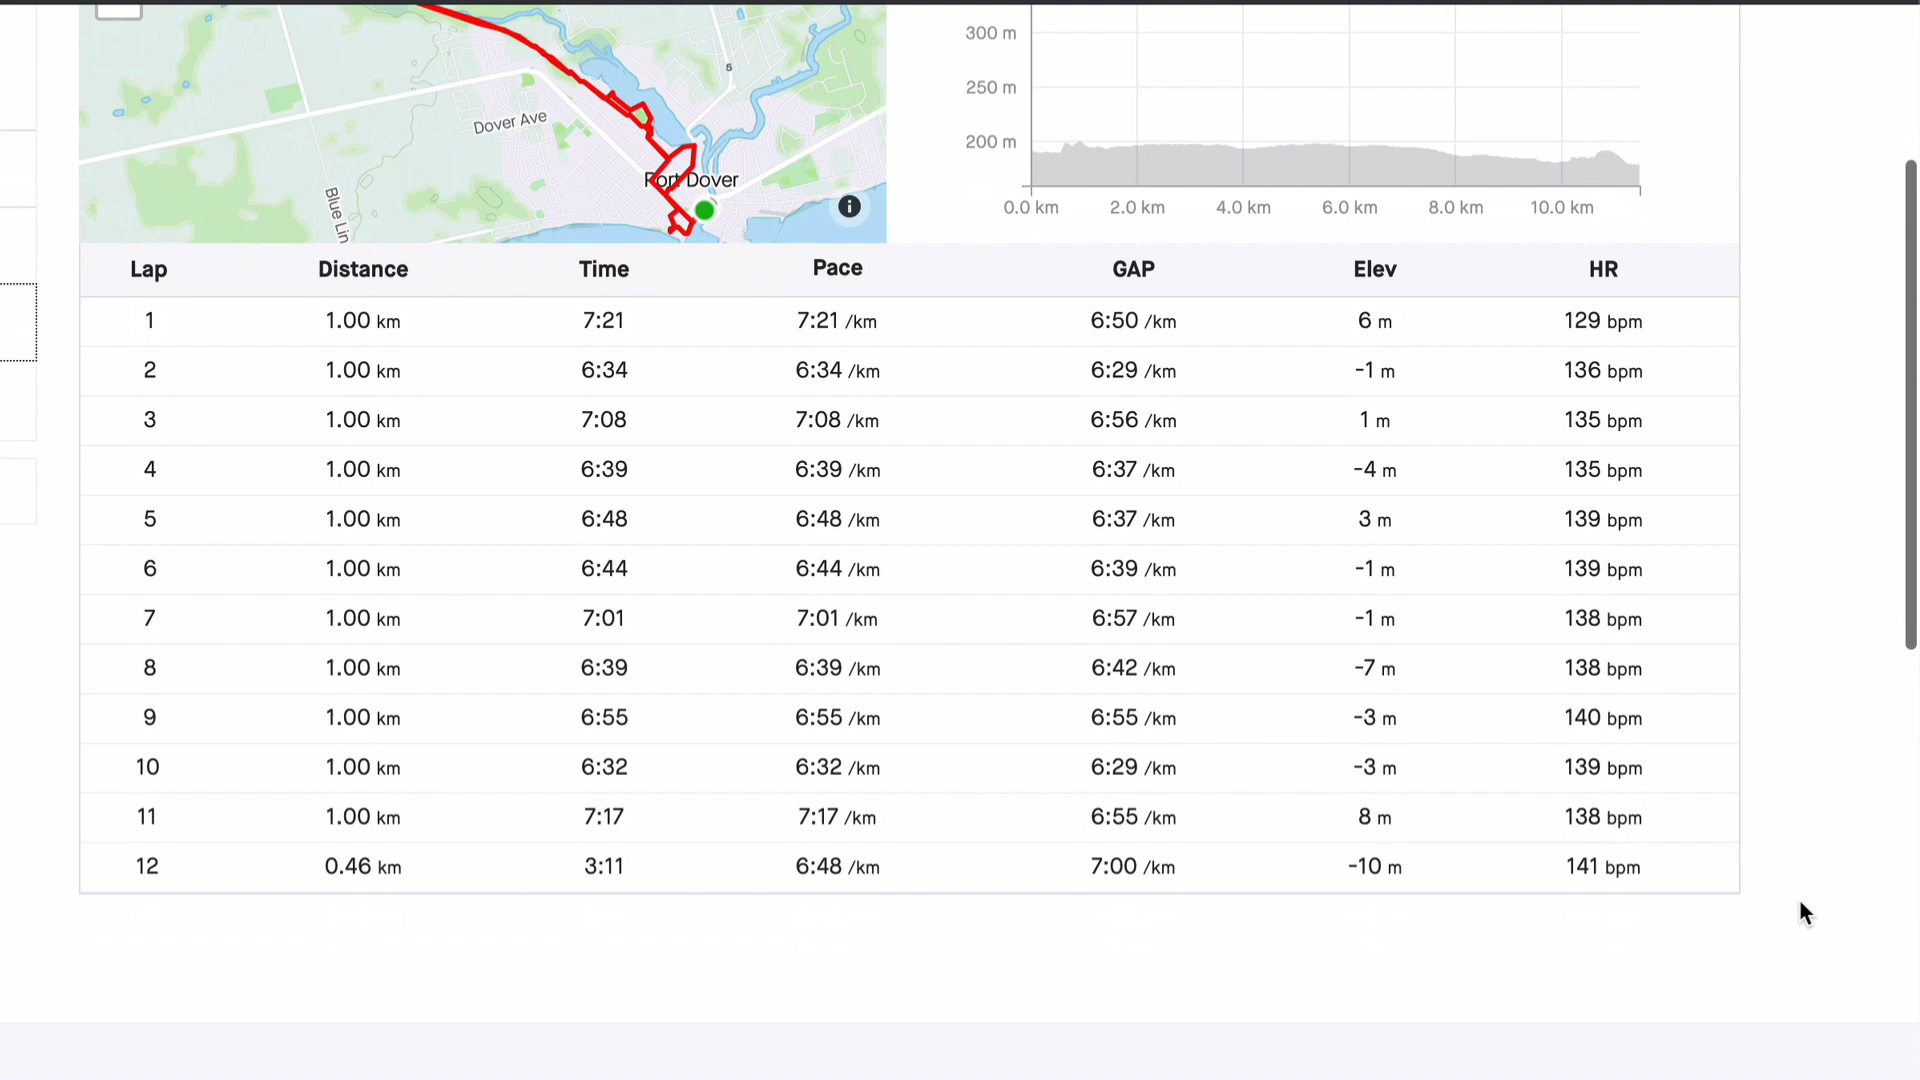 5
Dover Ave
Port Dover
Blue Lin
300 m
250 m
200 m
0.0 km 2.0 km 4.0 km 6.0 km 8.0 km 10.0 km
Lap Distance Time Pace GAP Elev HR
1 1.00 km 7:21 7:21 /km 6:50 /km 6 m 129 bpm
2 1.00 km 6:34 6:34 /km 6:29 /km -1 m 136 bpm
3 1.00 km 7:08 7:08 /km 6:56 /km 1 m 135 bpm
4 1.00 km 6:39 6:39 /km 6:37 /km -4 m 135 bpm
5 1.00 km 6:48 6:48 /km 6:37 /km 3 m 139 bpm
6 1.00 km 6:44 6:44 /km 6:39 /km -1 m 139 bpm
7 1.00 km 7:01 7:01 /km 6:57 /km -1 m 138 bpm
8 1.00 km 6:39 6:39 /km 6:42 /km -7 m 138 bpm
9 1.00 km 6:55 6:55 /km 6:55 /km -3 m 140 bpm
10 1.00 km 6:32 6:32 /km 6:29 /km -3 m 139 bpm
11 1.00 km 7:17 7:17 /km 6:55 /km 8 m 138 bpm
12 0.46 km 3:11 6:48 /km 7:00 /km -10 m 141 bpm